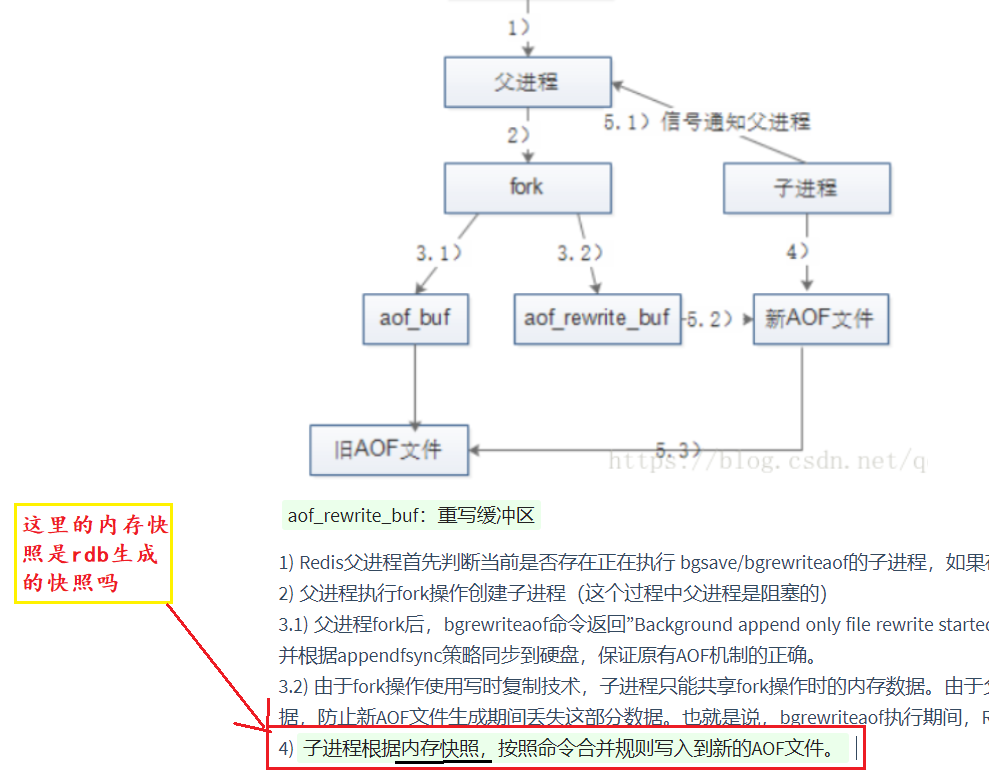 1)
父进程
5.1) 信号通知父进程
2)
fork
子进程
3.1)
3.2)
4)
aof_buf
aof_rewrite_buf
5.2)
新AOF文件
旧AOF文件
5.3)
https://blog.csdn.net/q
aof_rewrite_buf：重写缓冲区
这里的内存快
照是rdb生成
的快照吗
1) Redis父进程首先判断当前是否存在正在执行 bgsave/bgrewriteaof的子进程，如果
2) 父进程执行fork操作创建子进程（这个过程中父进程是阻塞的）
3.1) 父进程fork后，bgrewriteaof命令返回”Background append only file rewrite started
并根据appendfsync策略同步到硬盘，保证原有AOF机制的正确。
3.2) 由于fork操作使用写时复制技术，子进程只能共享fork操作时的内存数据。由于
据，防止新AOF文件生成期间丢失这部分数据。也就是说，bgrewriteaof执行期间，R
4) 子进程根据内存快照，按照命令合并规则写入到新的AOF文件。